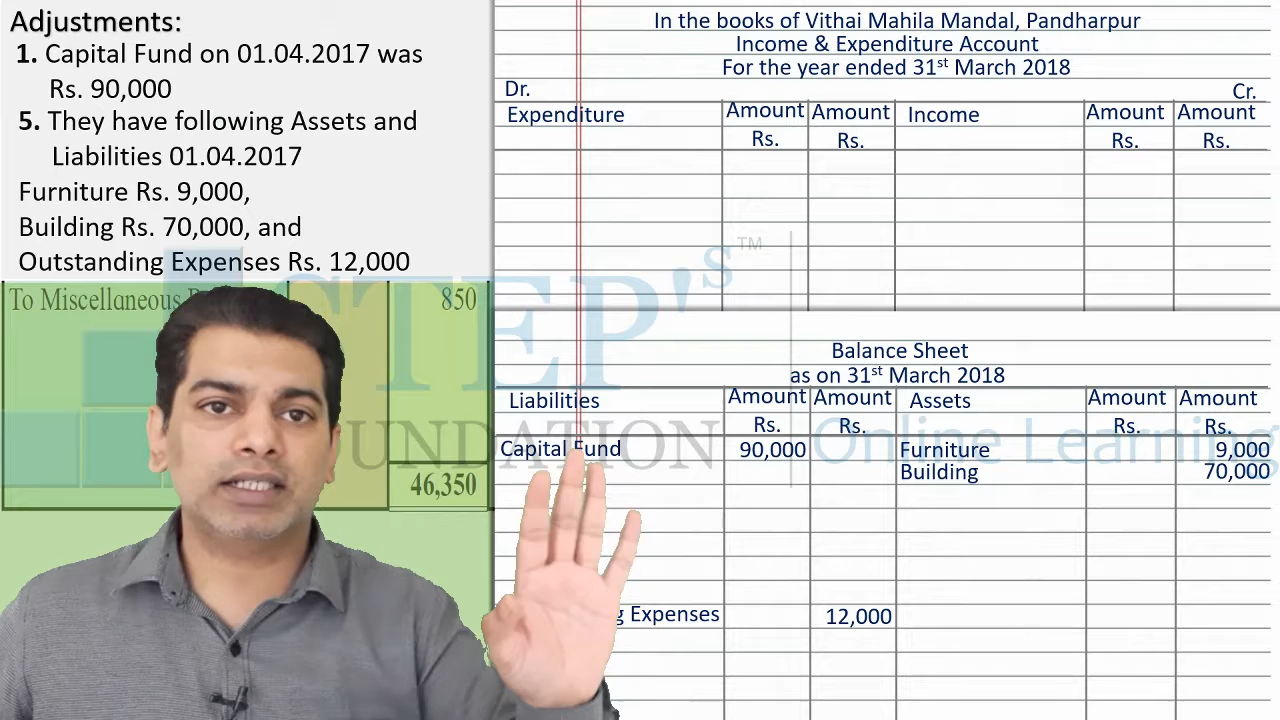 Adjustments:
1. Capital Fund on 01.04.2017 was
Rs. 90,000
5. They have following Assets and
Liabilities 01.04.2017
Furniture Rs. 9,000,
Building Rs. 70,000, and
Outstanding Expenses Rs. 12,000
To Miscellaneous 850
46,350
In the books of Vithai Mahila Mandal, Pandharpur
Income & Expenditure Account
For the year ended 31st March 2018
Dr. Cr.
Expenditure Amount Amount Income Amount Amount
Rs. Rs. Rs. Rs.
STEP's TM
FOUNDATION Online Learning
Balance Sheet
as on 31st March 2018
Liabilities Amount Amount Assets Amount Amount
Rs. Rs. Rs. Rs.
Capital Fund 90,000 Furniture 9,000
Building 70,000
Expenses 12,000